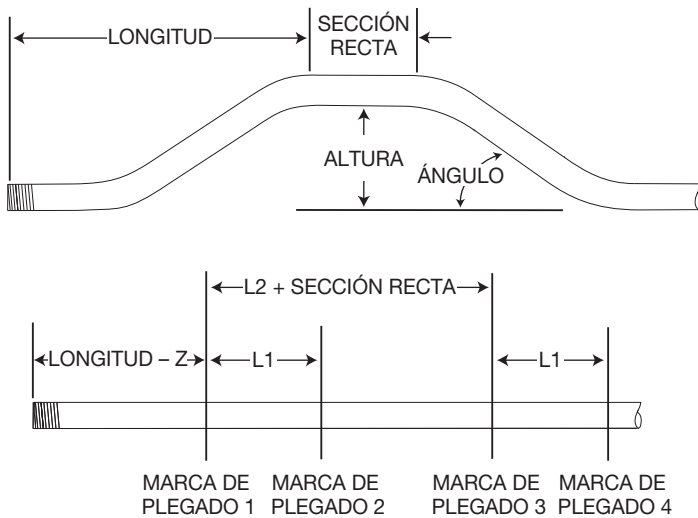 SECCIÓN
RECTA
LONGITUD
ALTURA
ÁNGULO
L2 + SECCIÓN RECTA
LONGITUD – Z
L1
L1
MARCA DE
PLEGADO 1
MARCA DE
PLEGADO 2
MARCA DE
PLEGADO 3
MARCA DE
PLEGADO 4